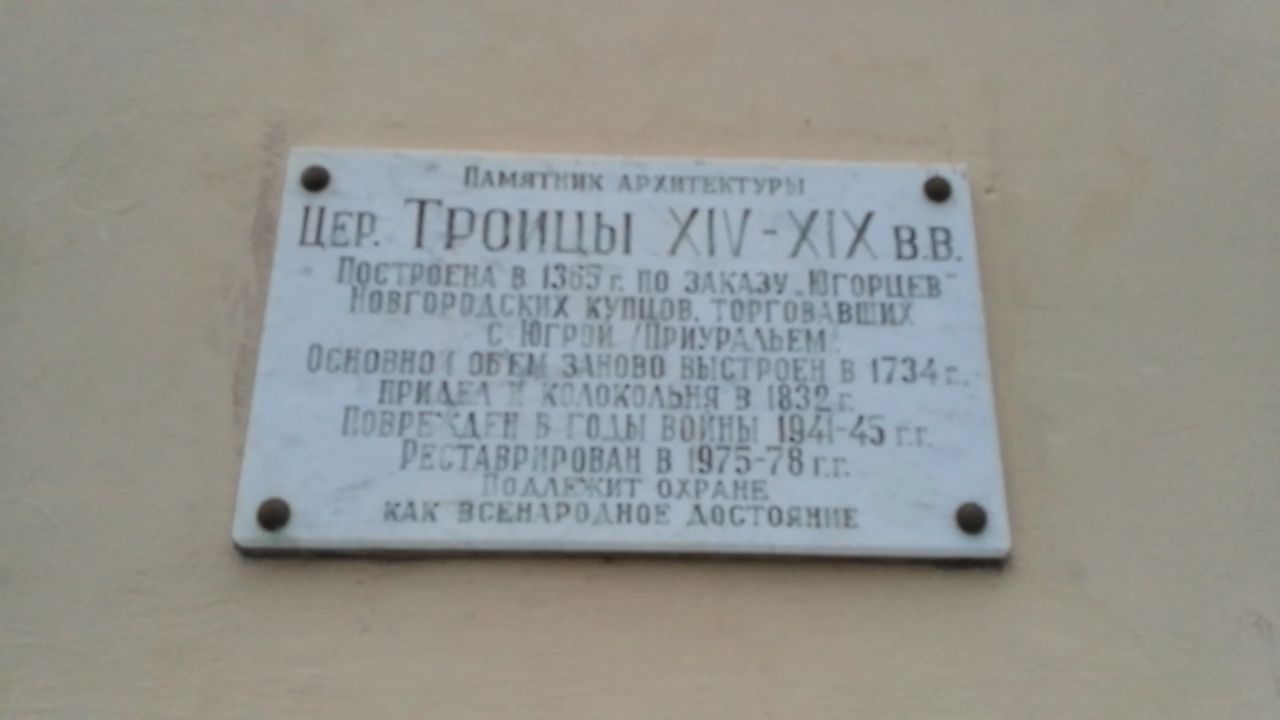 Памятник архитектуры
Цер. Троицы XIV-XIX в.в.
Построена в 1365 г. по заказу „Югорцев"
Новгородских купцов, торговавших
с Югрой /Приуральем/
Основной объем заново выстроен в 1734 г.,
придел и колокольня в 1832 г.
Поврежден в годы войны 1941-45 г.г.
Реставрирован в 1975-78 г.г.
Подлежит охране
как всенародное достояние